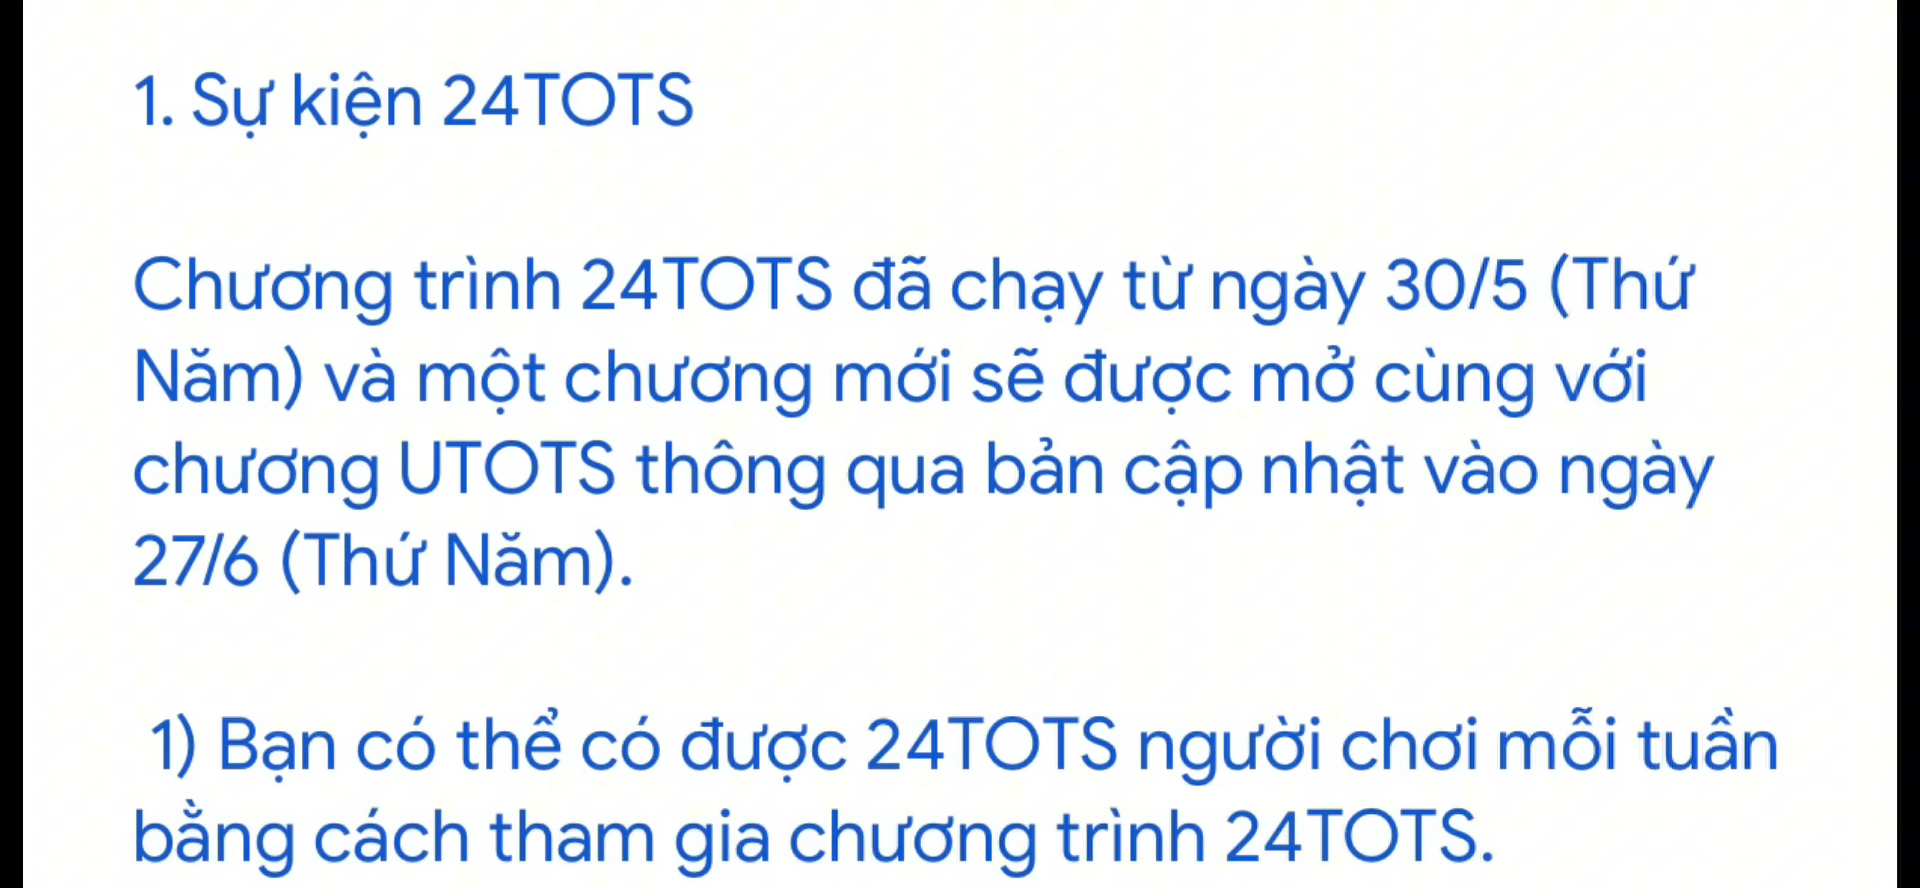 1. Sự kiện 24TOTS
Chương trình 24TOTS đã chạy từ ngày 30/5 (Thứ
Năm) và một chương mới sẽ được mở cùng với
chương UTOTS thông qua bản cập nhật vào ngày
27/6 (Thứ Năm).
1) Bạn có thể có được 24TOTS người chơi mỗi tuần
bằng cách tham gia chương trình 24TOTS.